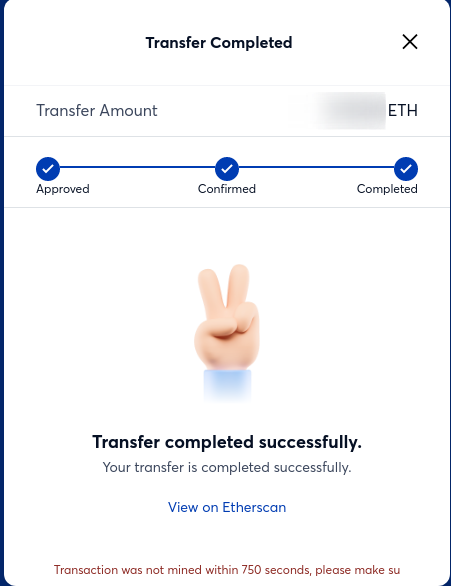 Transfer Completed
Transfer Amount ETH
Approved Confirmed Completed
Transfer completed successfully.
Your transfer is completed successfully.
View on Etherscan
Transaction was not mined within 750 seconds, please make su